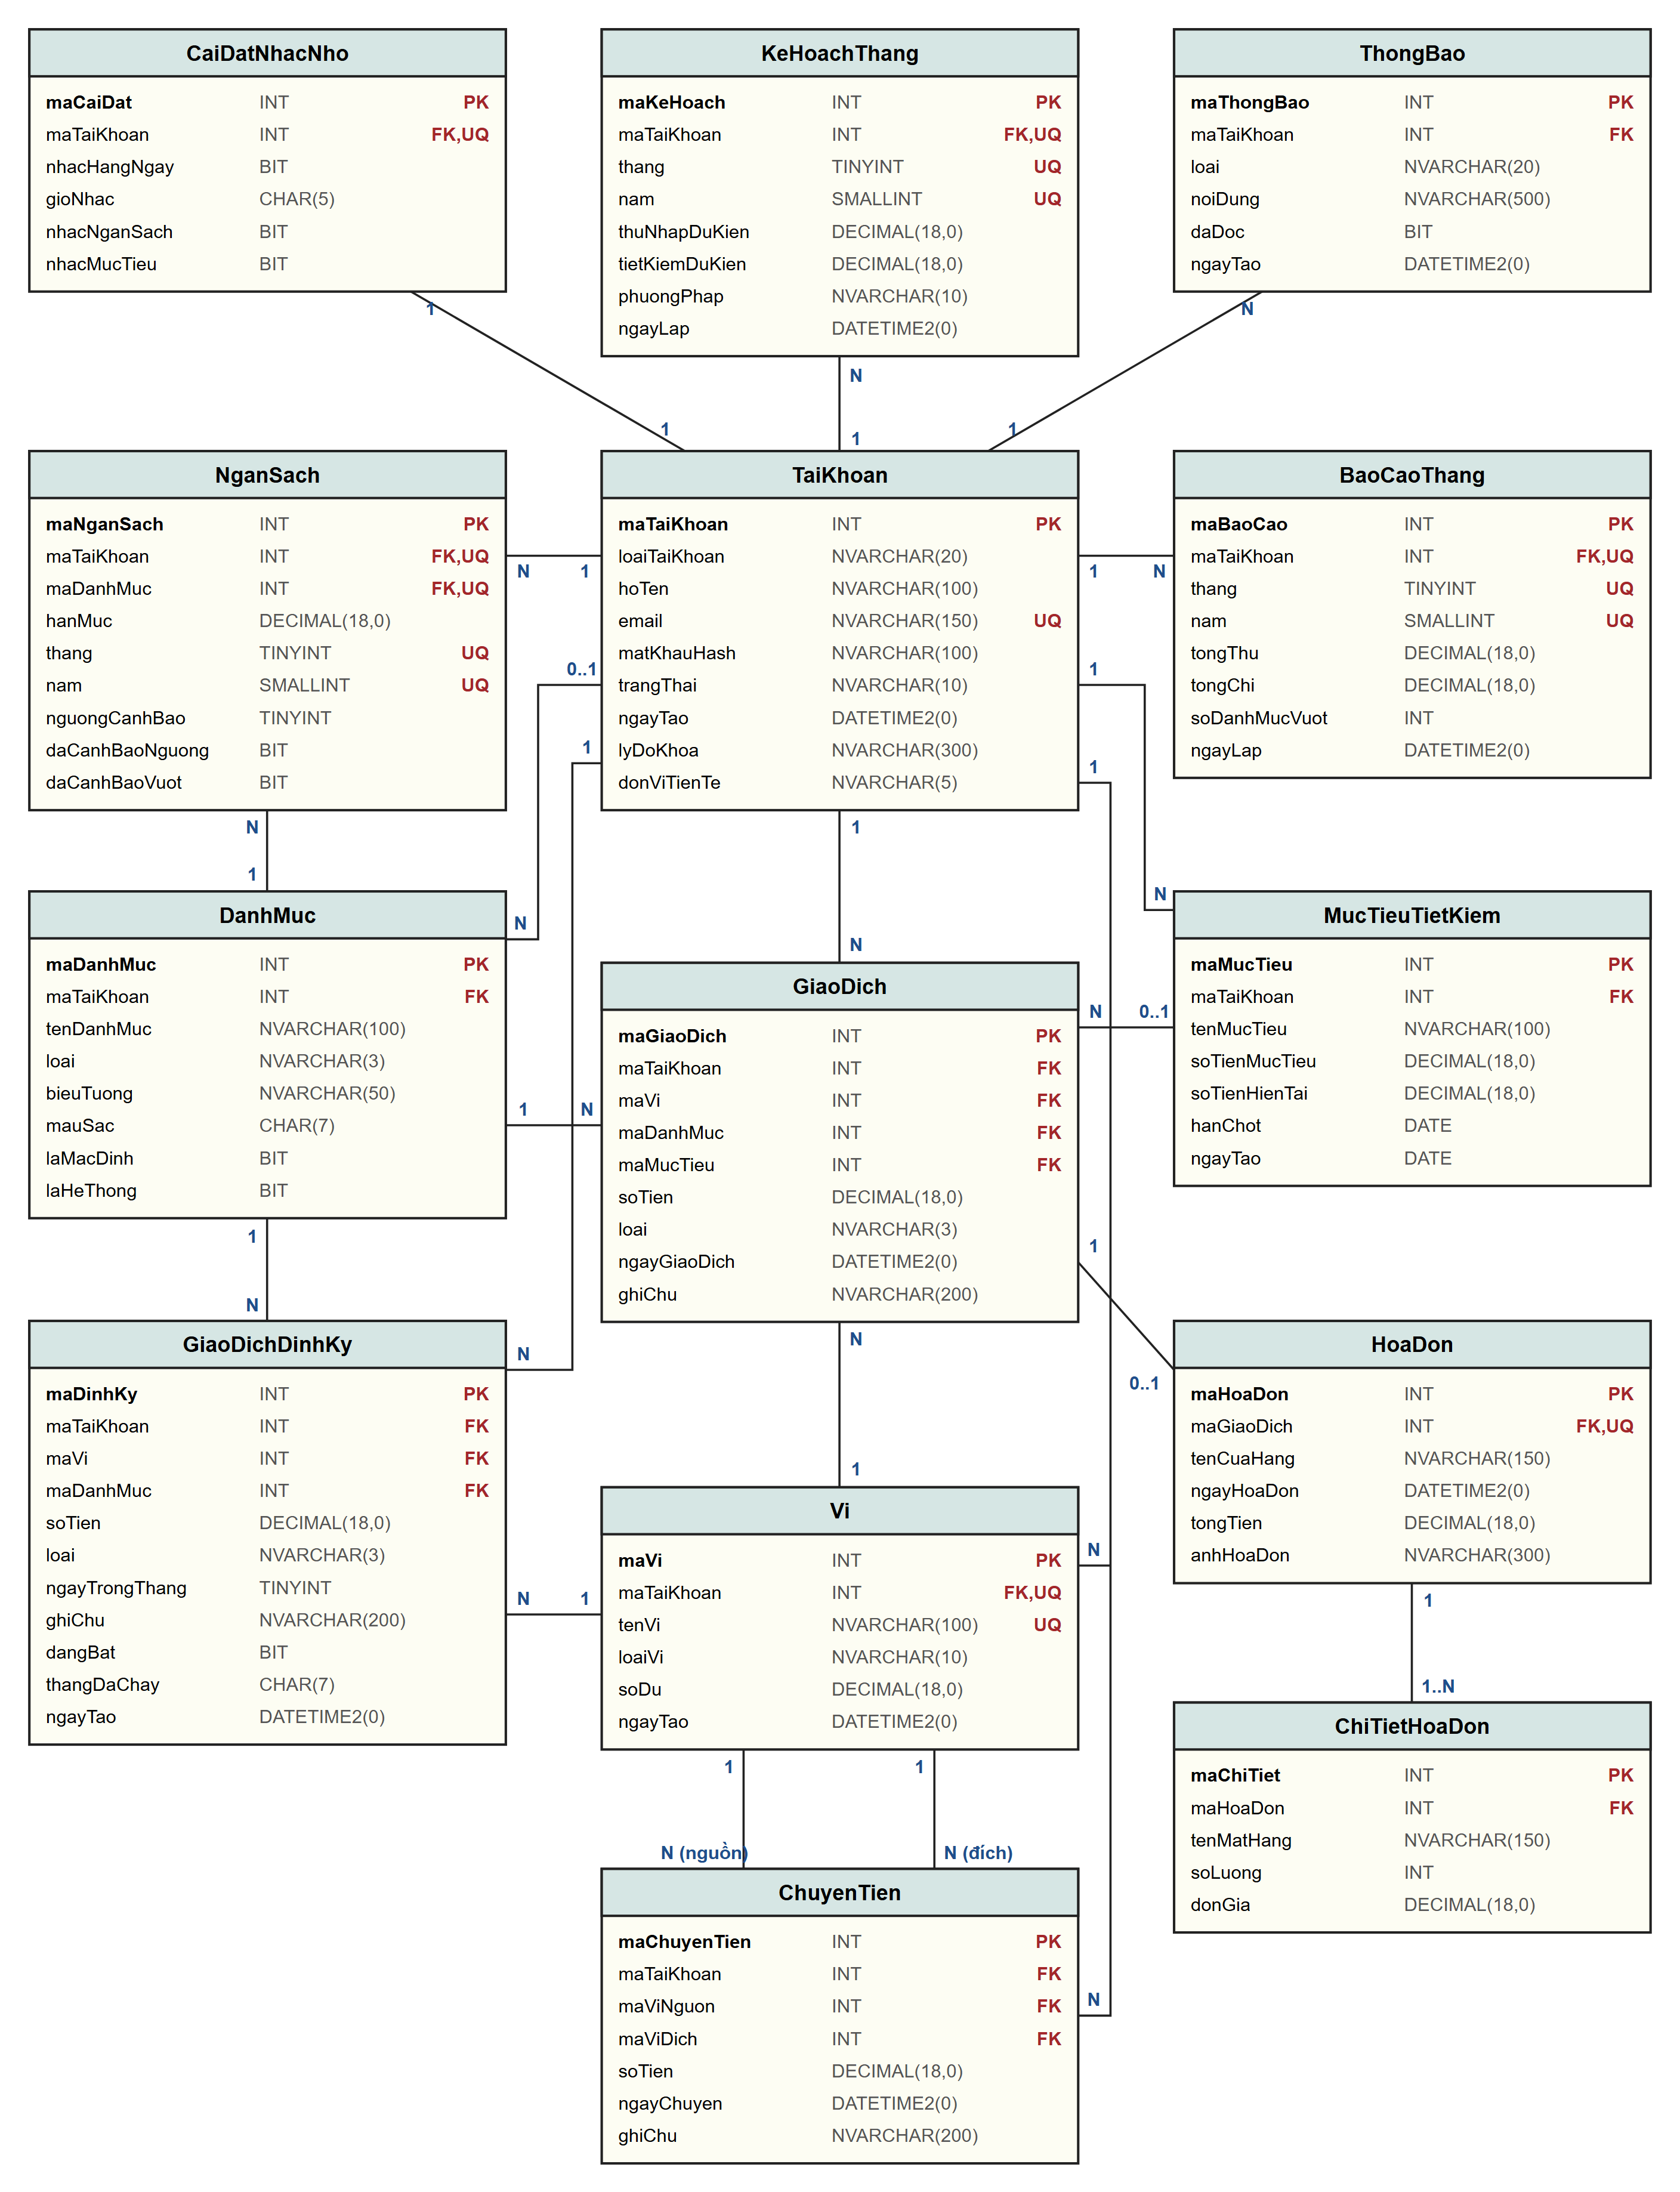 CaiDatNhacNho
maCaiDat INT PK
maTaiKhoan INT FK,UQ
nhacHangNgay BIT
gioNhac CHAR(5)
nhacNganSach BIT
nhacMucTieu BIT
KeHoachThang
maKeHoach INT PK
maTaiKhoan INT FK,UQ
thang TINYINT UQ
nam SMALLINT UQ
thuNhapDuKien DECIMAL(18,0)
tietKiemDuKien DECIMAL(18,0)
phuongPhap NVARCHAR(10)
ngayLap DATETIME2(0)
ThongBao
maThongBao INT PK
maTaiKhoan INT FK
loai NVARCHAR(20)
noiDung NVARCHAR(500)
daDoc BIT
ngayTao DATETIME2(0)
1
N
N
1
1
1
NganSach
maNganSach INT PK
maTaiKhoan INT FK,UQ
maDanhMuc INT FK,UQ
hanMuc DECIMAL(18,0)
thang TINYINT UQ
nam SMALLINT UQ
nguongCanhBao TINYINT
daCanhBaoNguong BIT
daCanhBaoVuot BIT
N 1
0..1
1
TaiKhoan
maTaiKhoan INT PK
loaiTaiKhoan NVARCHAR(20)
hoTen NVARCHAR(100)
email NVARCHAR(150) UQ
matKhauHash NVARCHAR(100)
trangThai NVARCHAR(10)
ngayTao DATETIME2(0)
lyDoKhoa NVARCHAR(300)
donViTienTe NVARCHAR(5)
1 N
1
1
BaoCaoThang
maBaoCao INT PK
maTaiKhoan INT FK,UQ
thang TINYINT UQ
nam SMALLINT UQ
tongThu DECIMAL(18,0)
tongChi DECIMAL(18,0)
soDanhMucVuot INT
ngayLap DATETIME2(0)
N
1
1
N
N
N
DanhMuc
maDanhMuc INT PK
maTaiKhoan INT FK
tenDanhMuc NVARCHAR(100)
loai NVARCHAR(3)
bieuTuong NVARCHAR(50)
mauSac CHAR(7)
laMacDinh BIT
laHeThong BIT
1 N
GiaoDich
maGiaoDich INT PK
maTaiKhoan INT FK
maVi INT FK
maDanhMuc INT FK
maMucTieu INT FK
soTien DECIMAL(18,0)
loai NVARCHAR(3)
ngayGiaoDich DATETIME2(0)
ghiChu NVARCHAR(200)
N 0..1
MucTieuTietKiem
maMucTieu INT PK
maTaiKhoan INT FK
tenMucTieu NVARCHAR(100)
soTienMucTieu DECIMAL(18,0)
soTienHienTai DECIMAL(18,0)
hanChot DATE
ngayTao DATE
1
1
N
N
N
0..1
GiaoDichDinhKy
maDinhKy INT PK
maTaiKhoan INT FK
maVi INT FK
maDanhMuc INT FK
soTien DECIMAL(18,0)
loai NVARCHAR(3)
ngayTrongThang TINYINT
ghiChu NVARCHAR(200)
dangBat BIT
thangDaChay CHAR(7)
ngayTao DATETIME2(0)
N 1
1
Vi
maVi INT PK
maTaiKhoan INT FK,UQ
tenVi NVARCHAR(100) UQ
loaiVi NVARCHAR(10)
soDu DECIMAL(18,0)
ngayTao DATETIME2(0)
N
HoaDon
maHoaDon INT PK
maGiaoDich INT FK,UQ
tenCuaHang NVARCHAR(150)
ngayHoaDon DATETIME2(0)
tongTien DECIMAL(18,0)
anhHoaDon NVARCHAR(300)
1
1..N
1
1
N (nguồn)
N (đích)
ChuyenTien
maChuyenTien INT PK
maTaiKhoan INT FK
maViNguon INT FK
maViDich INT FK
soTien DECIMAL(18,0)
ngayChuyen DATETIME2(0)
ghiChu NVARCHAR(200)
N
ChiTietHoaDon
maChiTiet INT PK
maHoaDon INT FK
tenMatHang NVARCHAR(150)
soLuong INT
donGia DECIMAL(18,0)